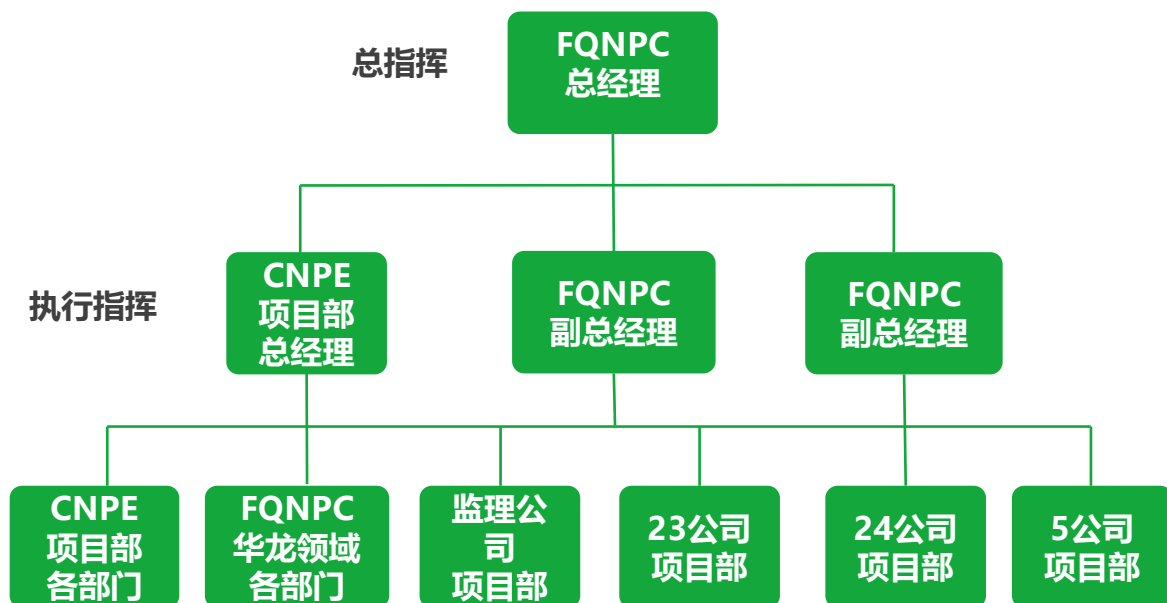 总指挥
FQNPC
总经理
执行指挥
CNPE
项目部
总经理
FQNPC
副总经理
FQNPC
副总经理
CNPE
项目部
各部门
FQNPC
华龙领域
各部门
监理公
司
项目部
23公司
项目部
24公司
项目部
5公司
项目部